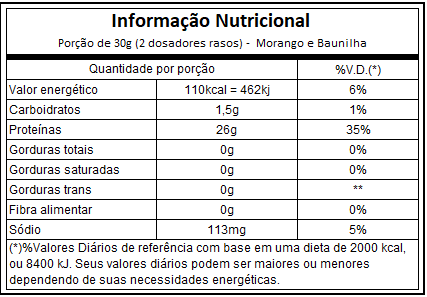 Informação Nutricional
Porção de 30g (2 dosadores rasos) - Morango e Baunilha
Quantidade por porção %V.D.(*)
Valor energético 110kcal = 462kj 6%
Carboidratos 1,5g 1%
Proteínas 26g 35%
Gorduras totais 0g 0%
Gorduras saturadas 0g 0%
Gorduras trans 0g **
Fibra alimentar 0g 0%
Sódio 113mg 5%
(*)%Valores Diários de referência com base em uma dieta de 2000 kcal,
ou 8400 kJ. Seus valores diários podem ser maiores ou menores
dependendo de suas necessidades energéticas.